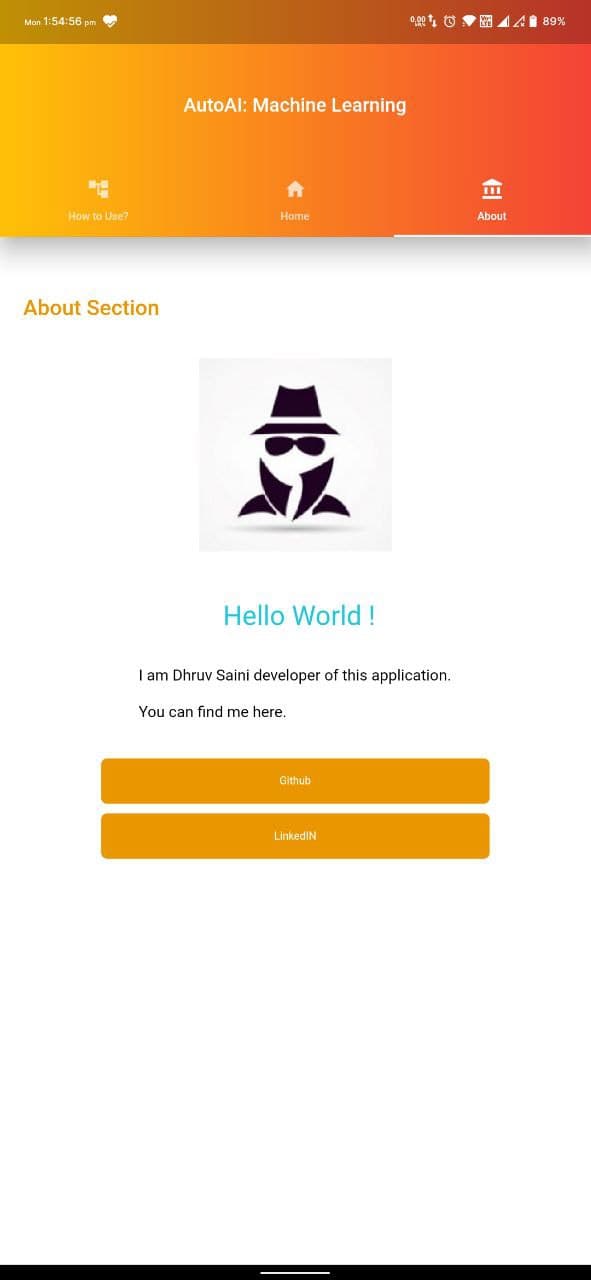 Mon 1:54:56 pm
0.00 KB/s VoLTE 89%
AutoAI: Machine Learning
How to Use? Home About
About Section
Hello World !
I am Dhruv Saini developer of this application.
You can find me here.
Github
LinkedIN